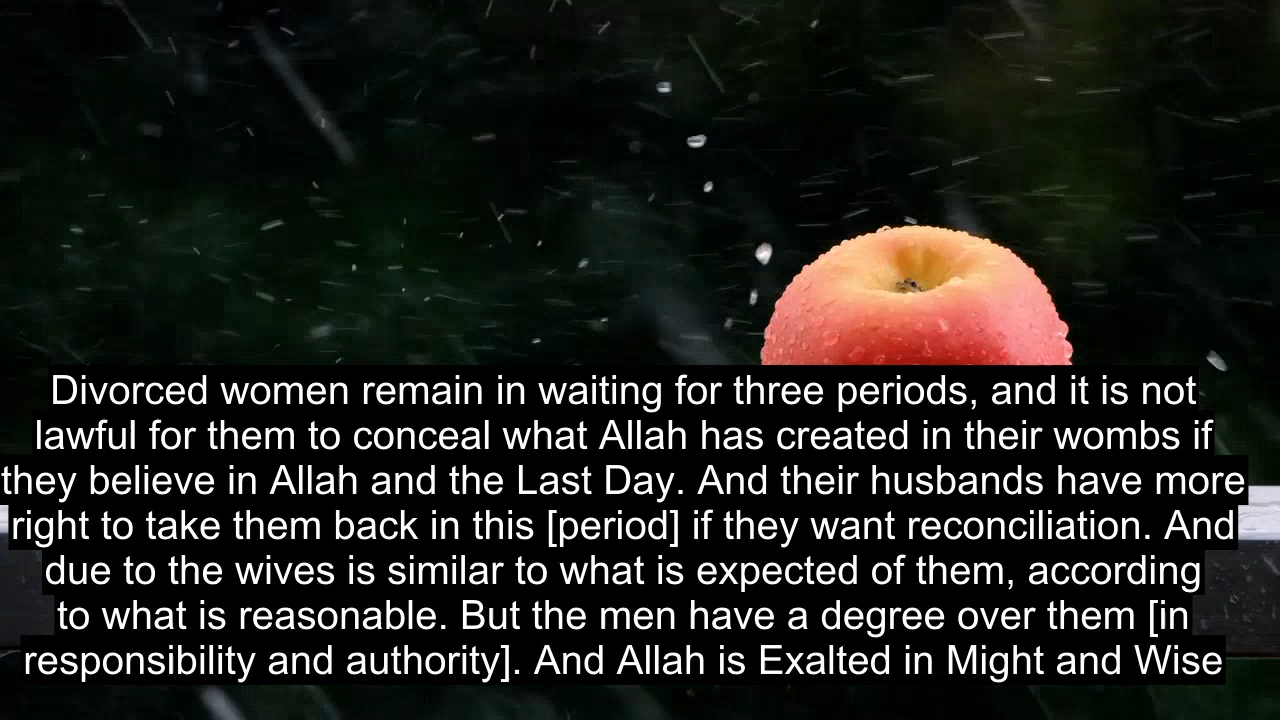 Divorced women remain in waiting for three periods, and it is not
lawful for them to conceal what Allah has created in their wombs if
they believe in Allah and the Last Day. And their husbands have more
right to take them back in this [period] if they want reconciliation. And
due to the wives is similar to what is expected of them, according
to what is reasonable. But the men have a degree over them [in
responsibility and authority]. And Allah is Exalted in Might and Wise